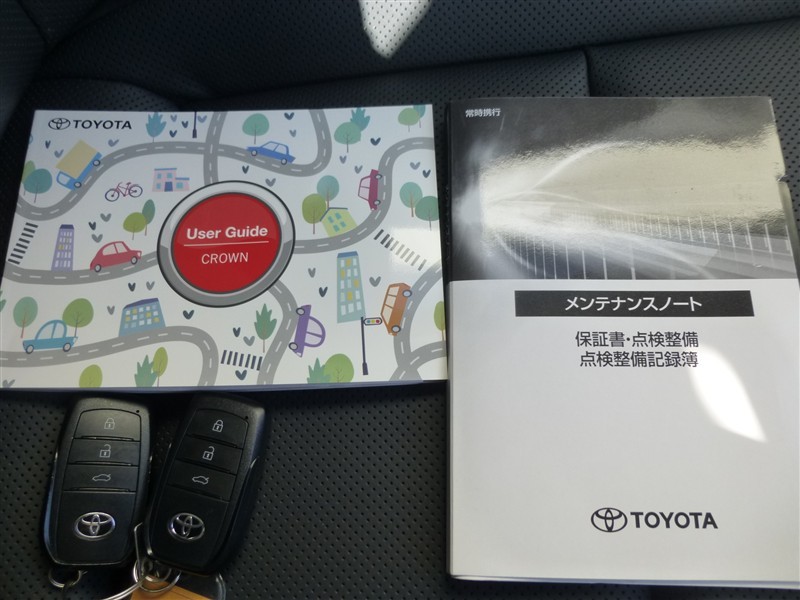 TOYOTA
User Guide
CROWN
常時携行
メンテナンスノート
保証書・点検整備
点検整備記録簿
TOYOTA